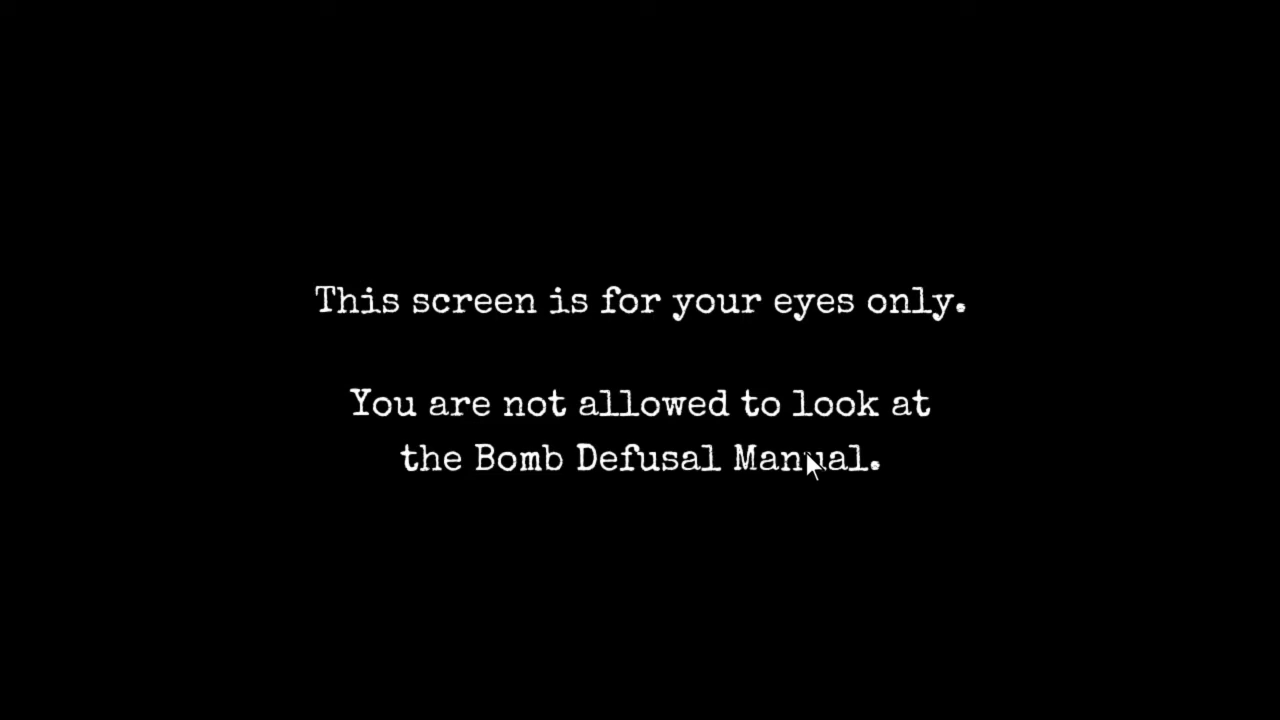 This screen is for your eyes only.
You are not allowed to look at
the Bomb Defusal Manual.